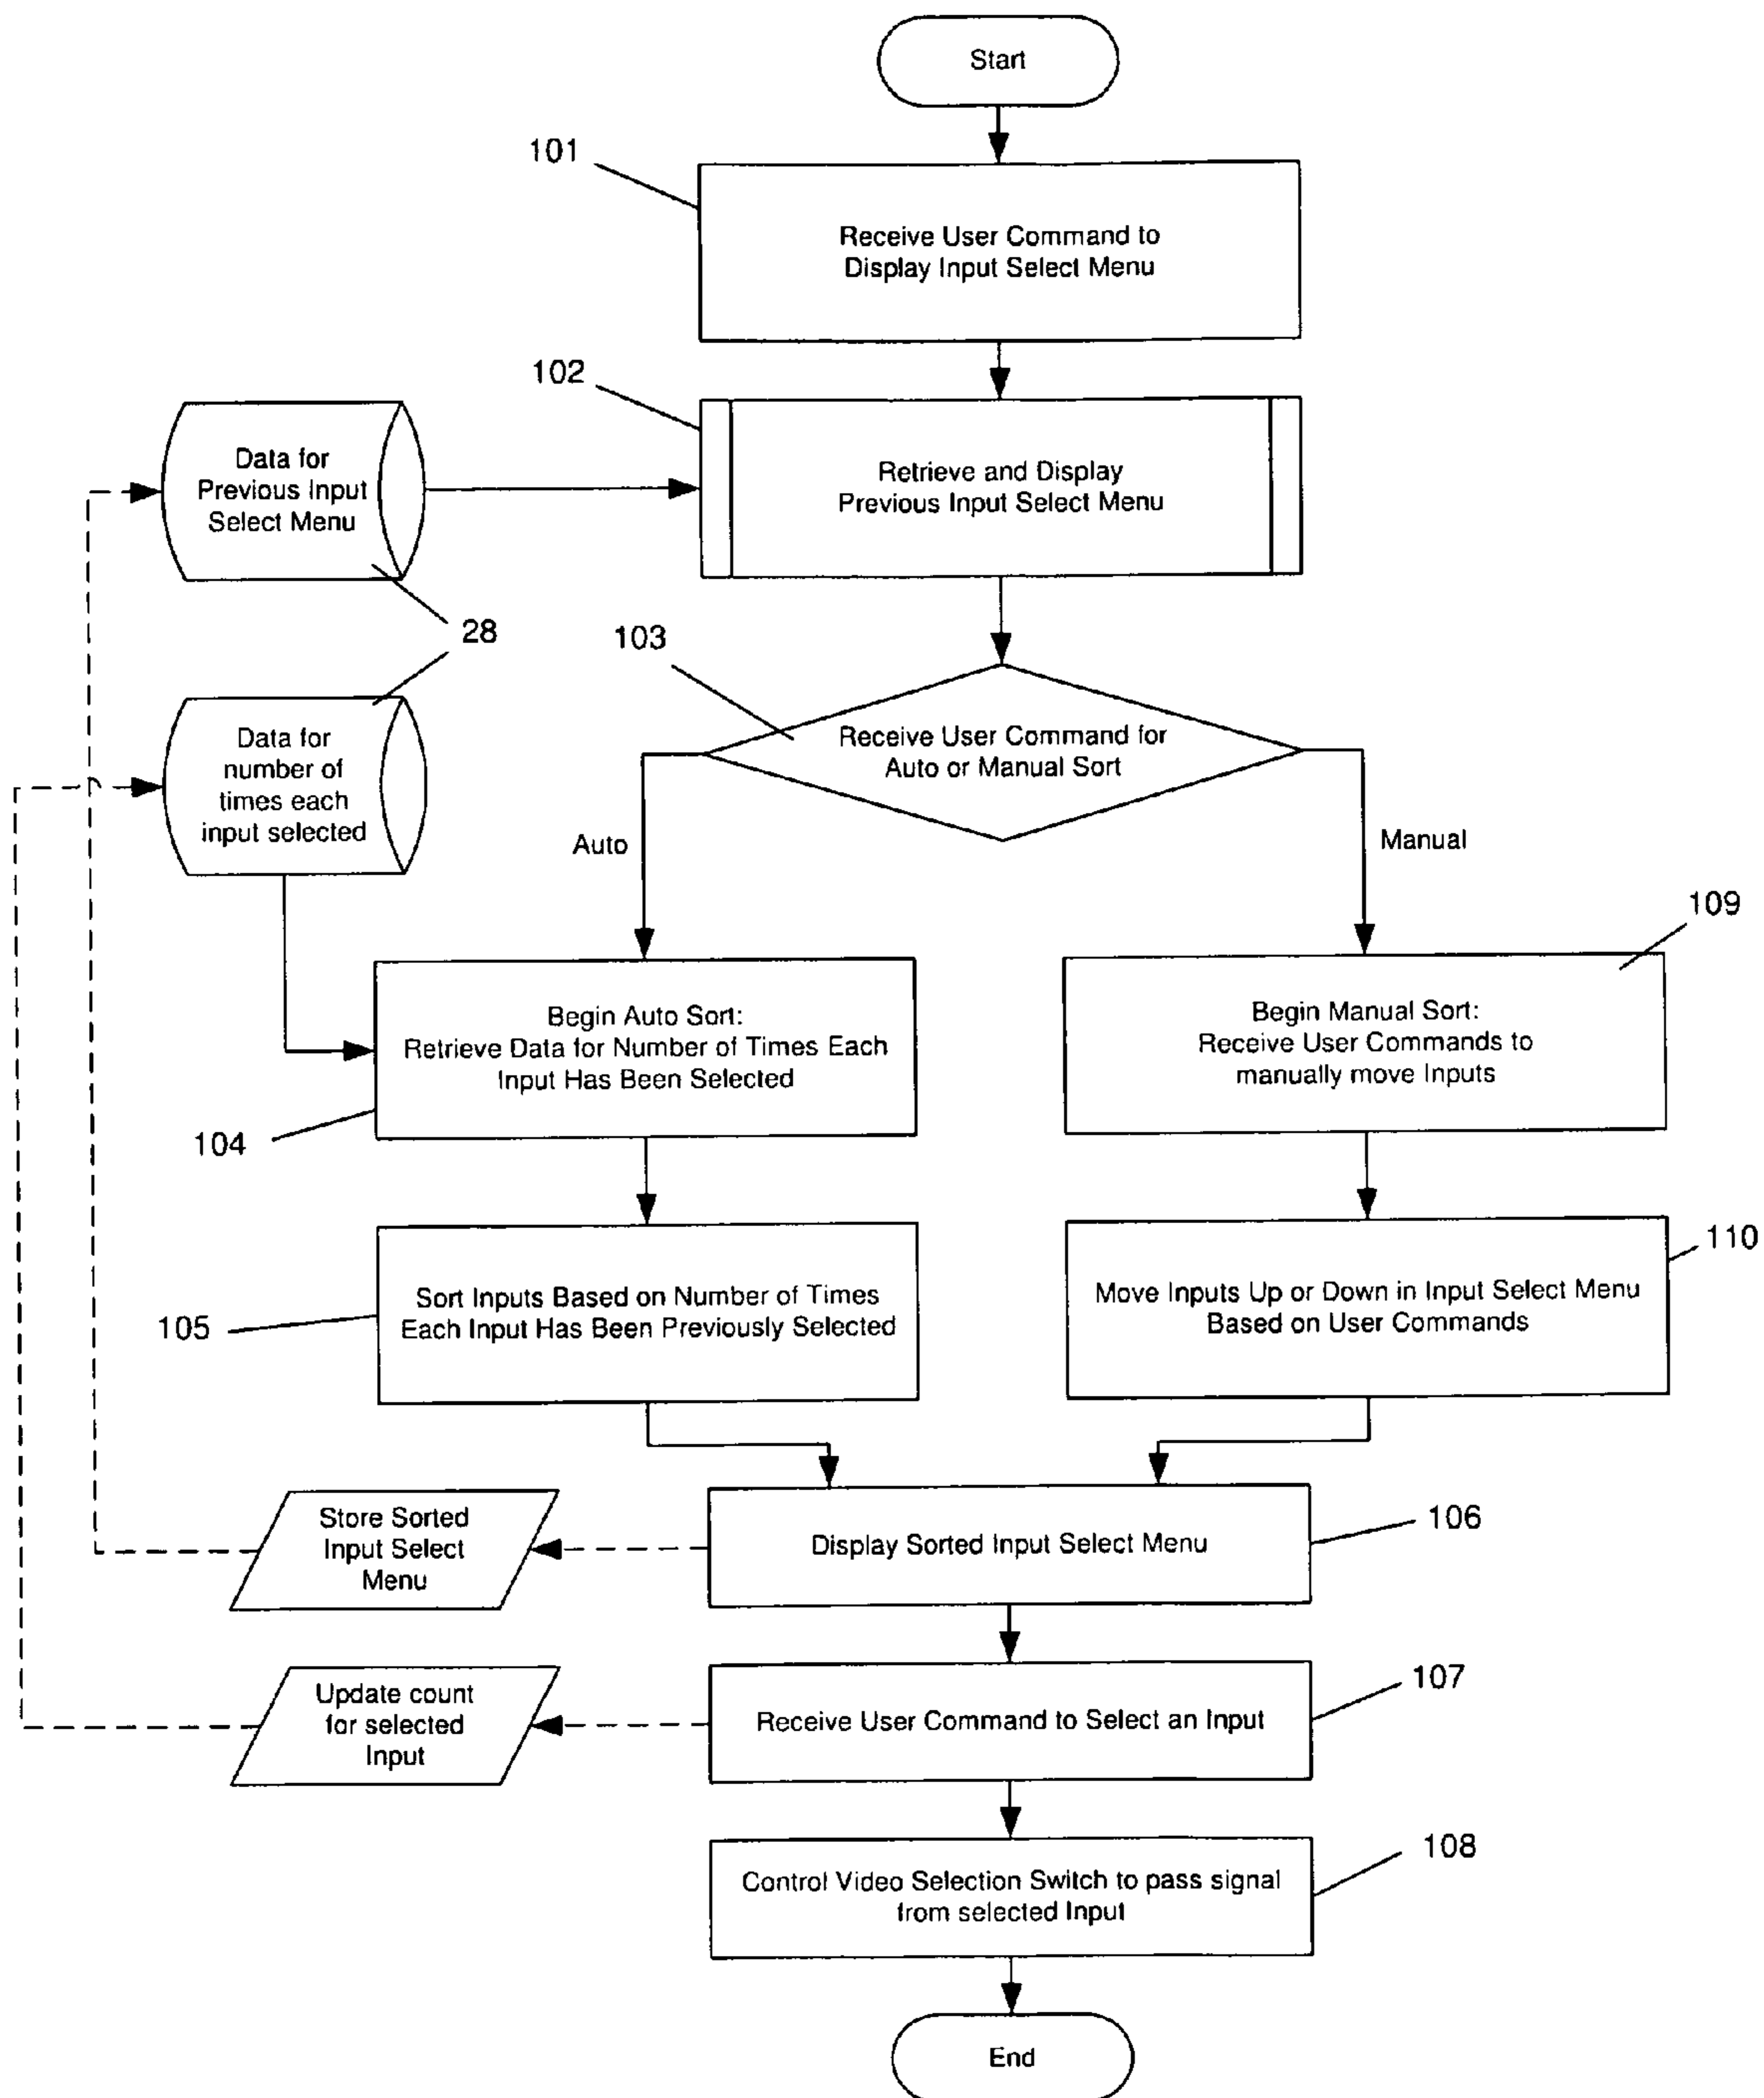 Start
101
Receive User Command to
Display Input Select Menu
102
Data for
Previous Input
Select Menu
Retrieve and Display
Previous Input Select Menu
28
103
Data for
number of
times each
input selected
Receive User Command for
Auto or Manual Sort
Auto
Manual
109
Begin Auto Sort:
Retrieve Data for Number of Times Each
Input Has Been Selected
Begin Manual Sort:
Receive User Commands to
manually move Inputs
104
110
Sort Inputs Based on Number of Times
Each Input Has Been Previously Selected
Move Inputs Up or Down in Input Select Menu
Based on User Commands
105
Store Sorted
Input Select
Menu
Display Sorted Input Select Menu
106
Update count
for selected
Input
Receive User Command to Select an Input
107
Control Video Selection Switch to pass signal
from selected Input
108
End